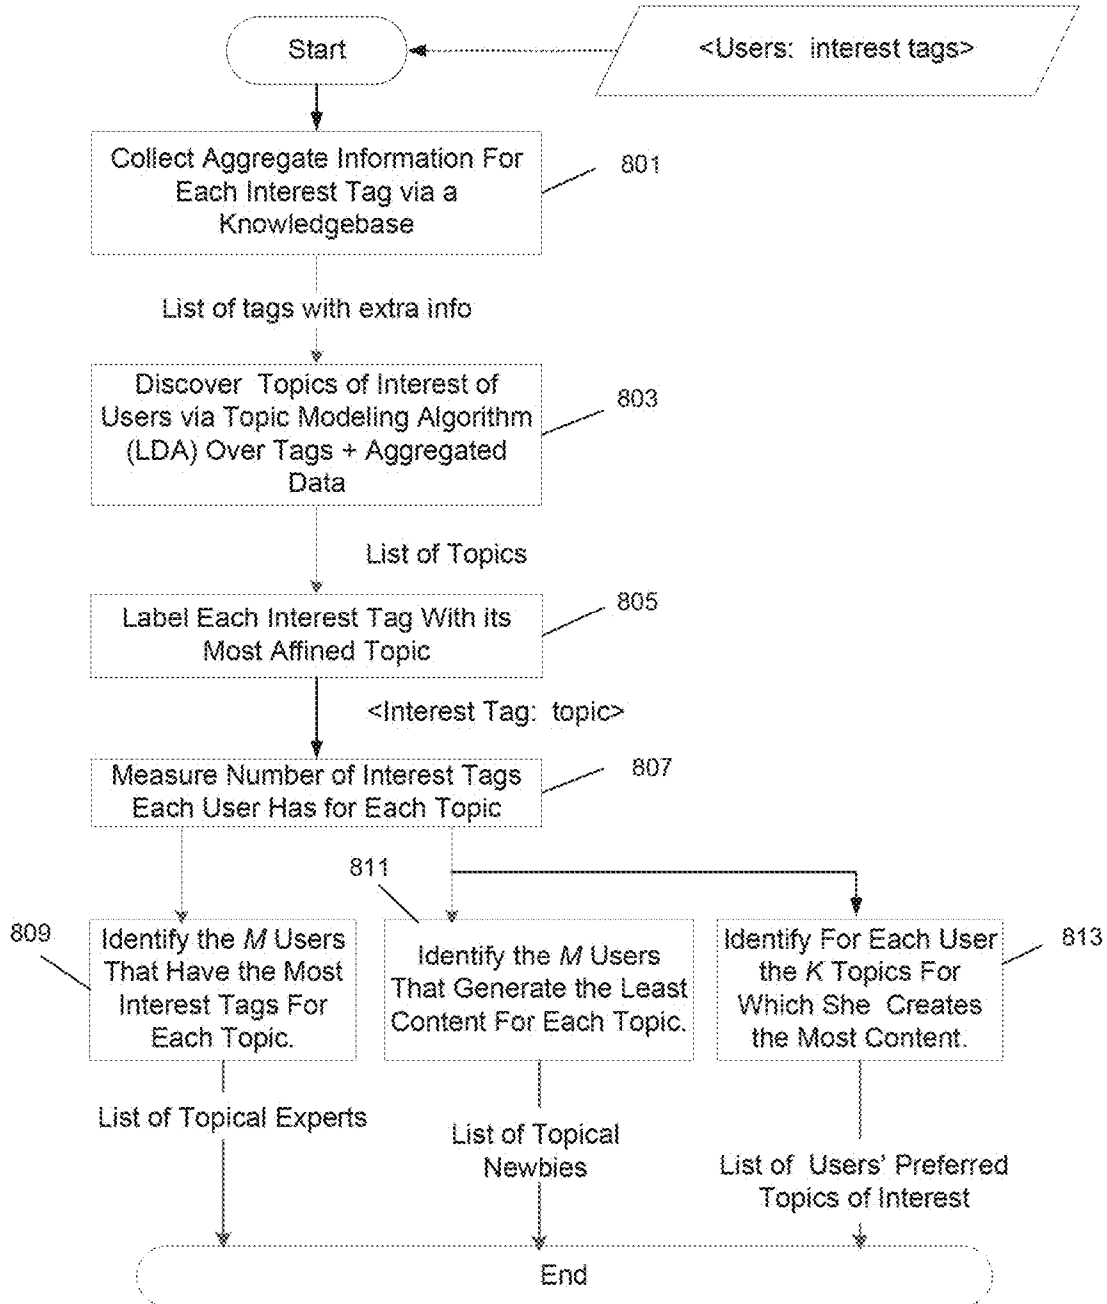 Start
<Users: interest tags>
Collect Aggregate Information For
Each Interest Tag via a
Knowledgebase
801
List of tags with extra info
Discover Topics of Interest of
Users via Topic Modeling Algorithm
(LDA) Over Tags + Aggregated
Data
803
List of Topics
Label Each Interest Tag With its
Most Affined Topic
805
<Interest Tag: topic>
Measure Number of Interest Tags
Each User Has for Each Topic
807
809
Identify the M Users
That Have the Most
Interest Tags For
Each Topic.
811
Identify the M Users
That Generate the Least
Content For Each Topic.
Identify For Each User
the K Topics For
Which She Creates
the Most Content.
813
List of Topical Experts
List of Topical
Newbies
List of Users' Preferred
Topics of Interest
End